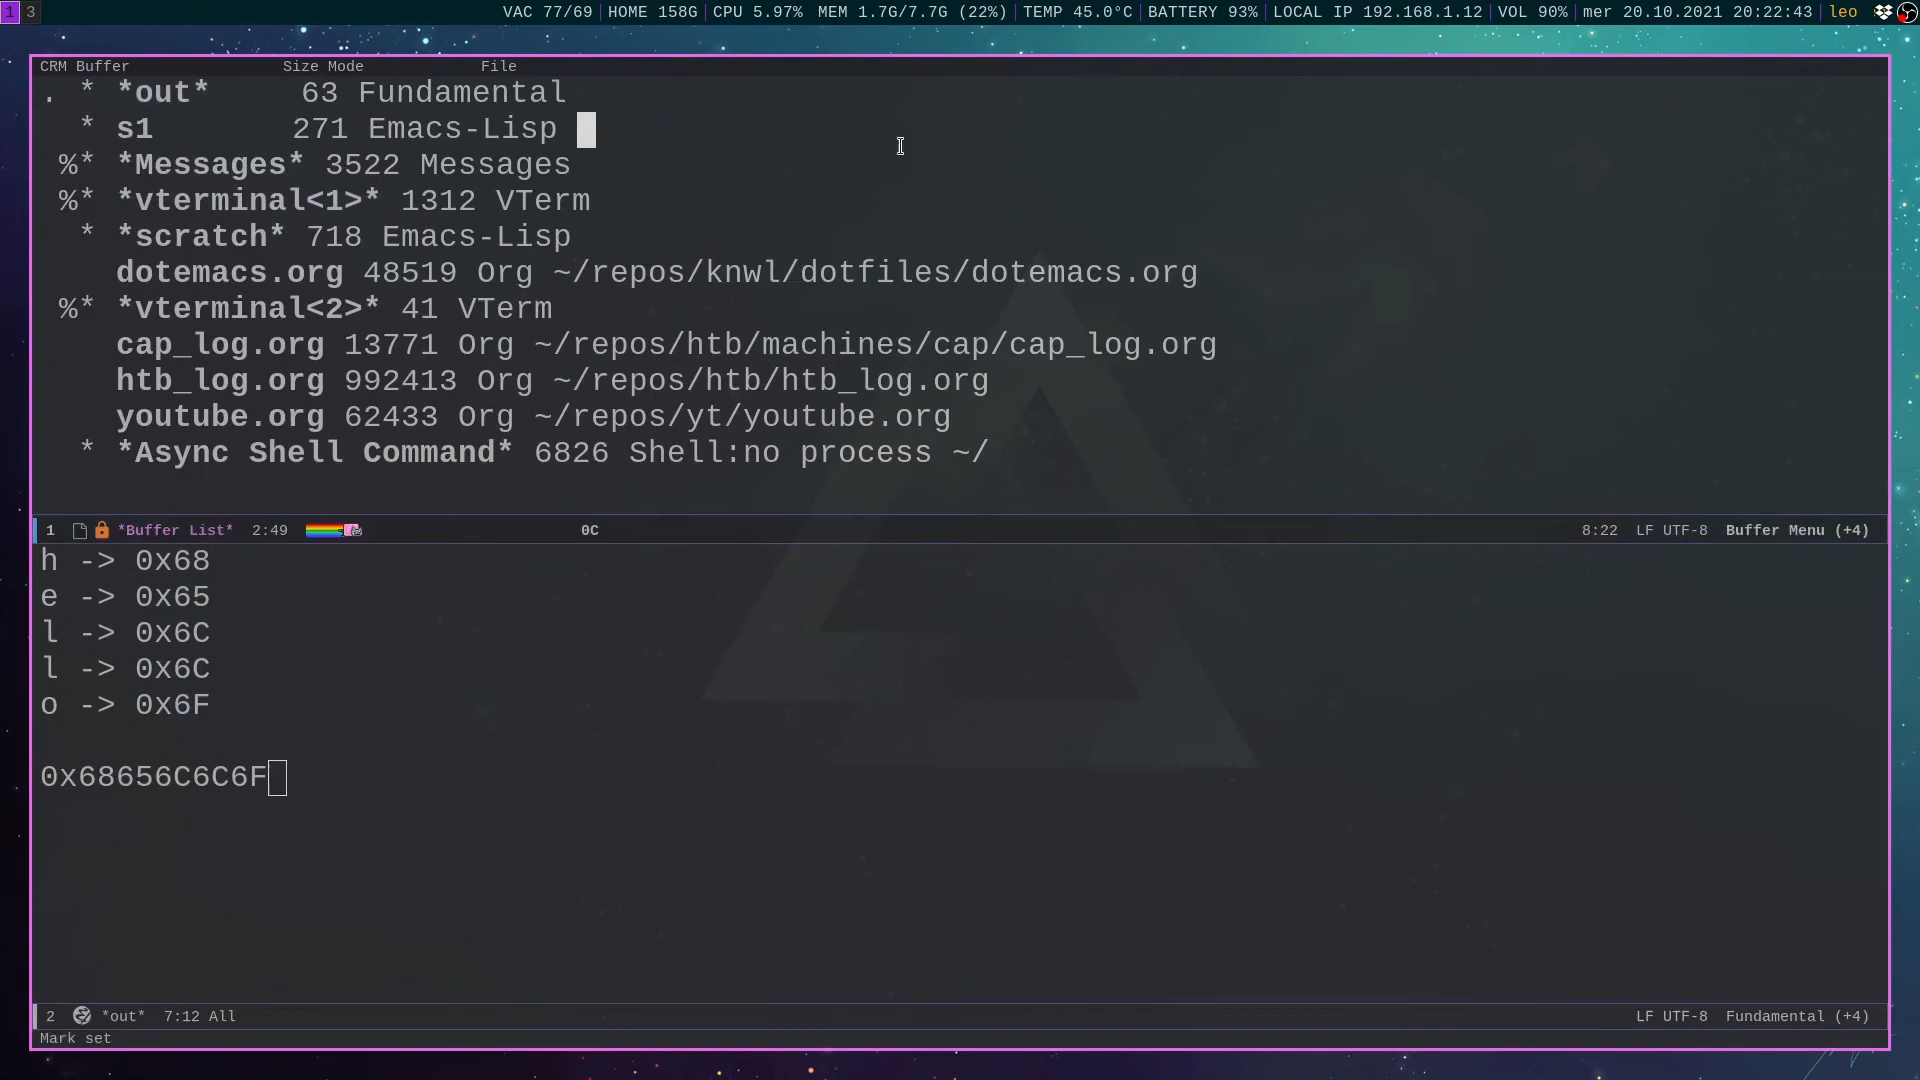 1 3 VAC 77/69 HOME 158G CPU 5.97% MEM 1.7G/7.7G (22%) TEMP 45.0°C BATTERY 93% LOCAL IP 192.168.1.12 VOL 90% mer 20.10.2021 20:22:43 leo
CRM Buffer Size Mode File
. * *out* 63 Fundamental
* s1 271 Emacs-Lisp
%* *Messages* 3522 Messages
%* *vterminal<1>* 1312 VTerm
* *scratch* 718 Emacs-Lisp
dotemacs.org 48519 Org ~/repos/knwl/dotfiles/dotemacs.org
%* *vterminal<2>* 41 VTerm
cap_log.org 13771 Org ~/repos/htb/machines/cap/cap_log.org
htb_log.org 992413 Org ~/repos/htb/htb_log.org
youtube.org 62433 Org ~/repos/yt/youtube.org
* *Async Shell Command* 6826 Shell:no process ~/
1 *Buffer List* 2:49 0C 8:22 LF UTF-8 Buffer Menu (+4)
h -> 0x68
e -> 0x65
l -> 0x6C
l -> 0x6C
o -> 0x6F
0x68656C6C6F
2 *out* 7:12 All LF UTF-8 Fundamental (+4)
Mark set